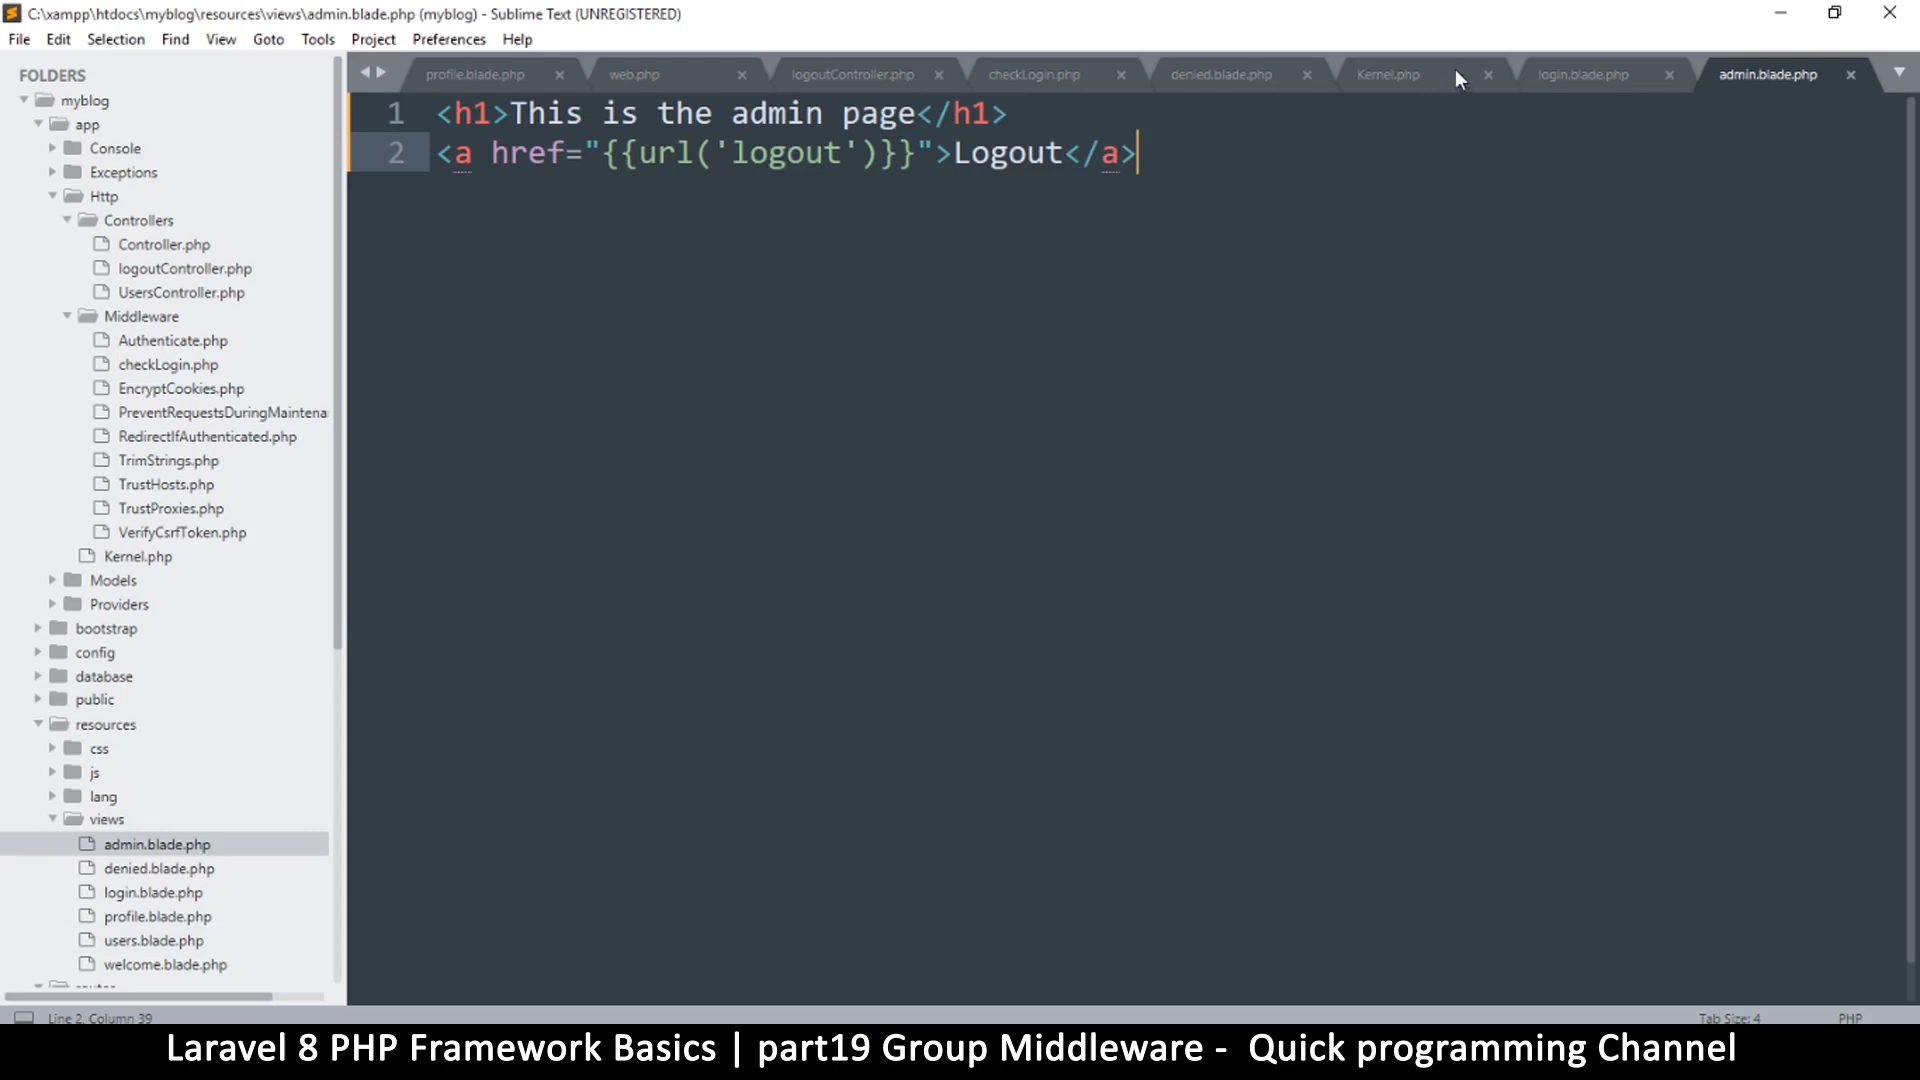 C:\xampp\htdocs\myblog\resources\views\admin.blade.php (myblog) - Sublime Text (UNREGISTERED)
File Edit Selection Find View Goto Tools Project Preferences Help
FOLDERS
myblog
app
Console
Exceptions
Http
Controllers
Controller.php
logoutController.php
UsersController.php
Middleware
Authenticate.php
checkLogin.php
EncryptCookies.php
PreventRequestsDuringMaintena
RedirectIfAuthenticated.php
TrimStrings.php
TrustHosts.php
TrustProxies.php
VerifyCsrfToken.php
Kernel.php
Models
Providers
bootstrap
config
database
public
resources
css
js
lang
views
admin.blade.php
denied.blade.php
login.blade.php
profile.blade.php
users.blade.php
welcome.blade.php
profile.blade.php web.php logoutController.php checkLogin.php denied.blade.php Kernel.php login.blade.php admin.blade.php
1 <h1>This is the admin page</h1>
2 <a href="{{url('logout')}}">Logout</a>
Line 2, Column 39 Tab Size: 4 PHP
Laravel 8 PHP Framework Basics | part19 Group Middleware - Quick programming Channel